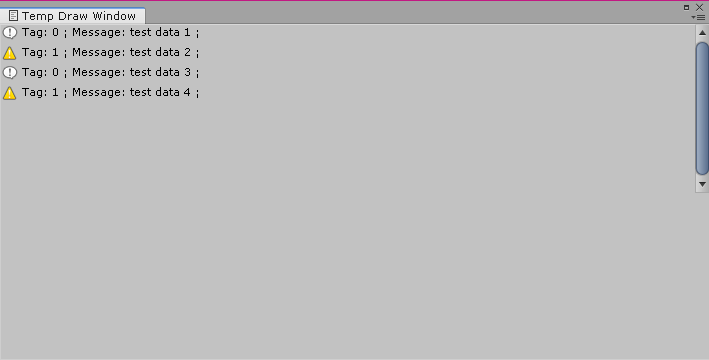 Temp Draw Window
Tag: 0 ; Message: test data 1 ;
Tag: 1 ; Message: test data 2 ;
Tag: 0 ; Message: test data 3 ;
Tag: 1 ; Message: test data 4 ;